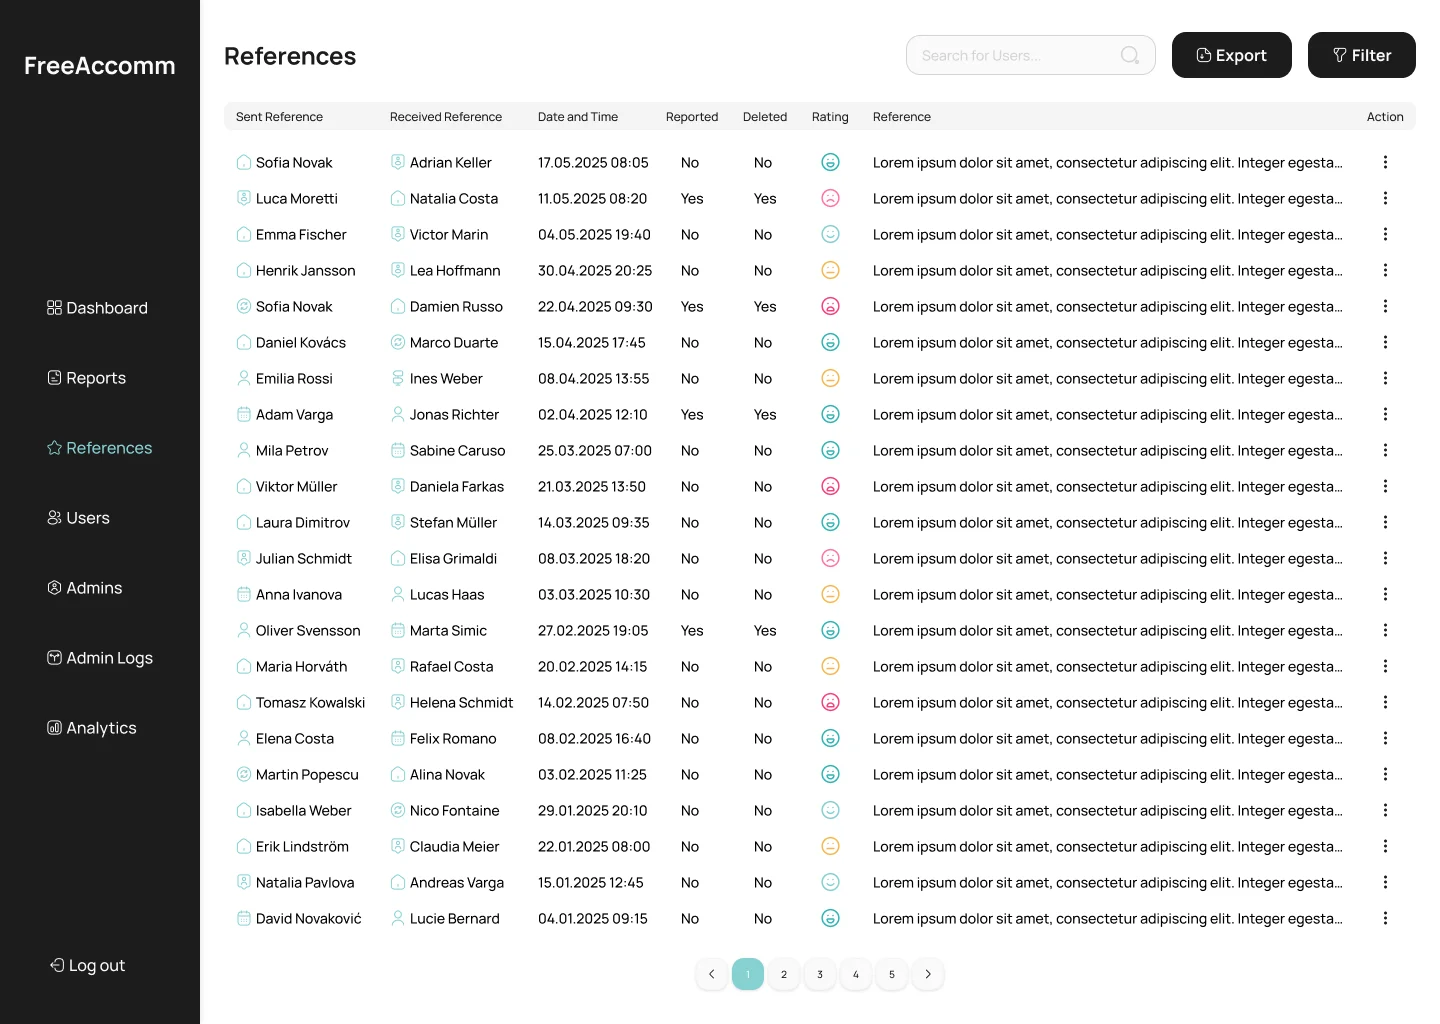 FreeAccomm
Dashboard
Reports
References
Users
Admins
Admin Logs
Analytics
Log out
References
Search for Users...
Export
Filter
Sent Reference Received Reference Date and Time Reported Deleted Rating Reference Action
Sofia Novak Adrian Keller 17.05.2025 08:05 No No Lorem ipsum dolor sit amet, consectetur adipiscing elit. Integer egesta...
Luca Moretti Natalia Costa 11.05.2025 08:20 Yes Yes Lorem ipsum dolor sit amet, consectetur adipiscing elit. Integer egesta...
Emma Fischer Victor Marin 04.05.2025 19:40 No No Lorem ipsum dolor sit amet, consectetur adipiscing elit. Integer egesta...
Henrik Jansson Lea Hoffmann 30.04.2025 20:25 No No Lorem ipsum dolor sit amet, consectetur adipiscing elit. Integer egesta...
Sofia Novak Damien Russo 22.04.2025 09:30 Yes Yes Lorem ipsum dolor sit amet, consectetur adipiscing elit. Integer egesta...
Daniel Kovács Marco Duarte 15.04.2025 17:45 No No Lorem ipsum dolor sit amet, consectetur adipiscing elit. Integer egesta...
Emilia Rossi Ines Weber 08.04.2025 13:55 No No Lorem ipsum dolor sit amet, consectetur adipiscing elit. Integer egesta...
Adam Varga Jonas Richter 02.04.2025 12:10 Yes Yes Lorem ipsum dolor sit amet, consectetur adipiscing elit. Integer egesta...
Mila Petrov Sabine Caruso 25.03.2025 07:00 No No Lorem ipsum dolor sit amet, consectetur adipiscing elit. Integer egesta...
Viktor Müller Daniela Farkas 21.03.2025 13:50 No No Lorem ipsum dolor sit amet, consectetur adipiscing elit. Integer egesta...
Laura Dimitrov Stefan Müller 14.03.2025 09:35 No No Lorem ipsum dolor sit amet, consectetur adipiscing elit. Integer egesta...
Julian Schmidt Elisa Grimaldi 08.03.2025 18:20 No No Lorem ipsum dolor sit amet, consectetur adipiscing elit. Integer egesta...
Anna Ivanova Lucas Haas 03.03.2025 10:30 No No Lorem ipsum dolor sit amet, consectetur adipiscing elit. Integer egesta...
Oliver Svensson Marta Simic 27.02.2025 19:05 Yes Yes Lorem ipsum dolor sit amet, consectetur adipiscing elit. Integer egesta...
Maria Horváth Rafael Costa 20.02.2025 14:15 No No Lorem ipsum dolor sit amet, consectetur adipiscing elit. Integer egesta...
Tomasz Kowalski Helena Schmidt 14.02.2025 07:50 No No Lorem ipsum dolor sit amet, consectetur adipiscing elit. Integer egesta...
Elena Costa Felix Romano 08.02.2025 16:40 No No Lorem ipsum dolor sit amet, consectetur adipiscing elit. Integer egesta...
Martin Popescu Alina Novak 03.02.2025 11:25 No No Lorem ipsum dolor sit amet, consectetur adipiscing elit. Integer egesta...
Isabella Weber Nico Fontaine 29.01.2025 20:10 No No Lorem ipsum dolor sit amet, consectetur adipiscing elit. Integer egesta...
Erik Lindström Claudia Meier 22.01.2025 08:00 No No Lorem ipsum dolor sit amet, consectetur adipiscing elit. Integer egesta...
Natalia Pavlova Andreas Varga 15.01.2025 12:45 No No Lorem ipsum dolor sit amet, consectetur adipiscing elit. Integer egesta...
David Novaković Lucie Bernard 04.01.2025 09:15 No No Lorem ipsum dolor sit amet, consectetur adipiscing elit. Integer egesta...
1 2 3 4 5